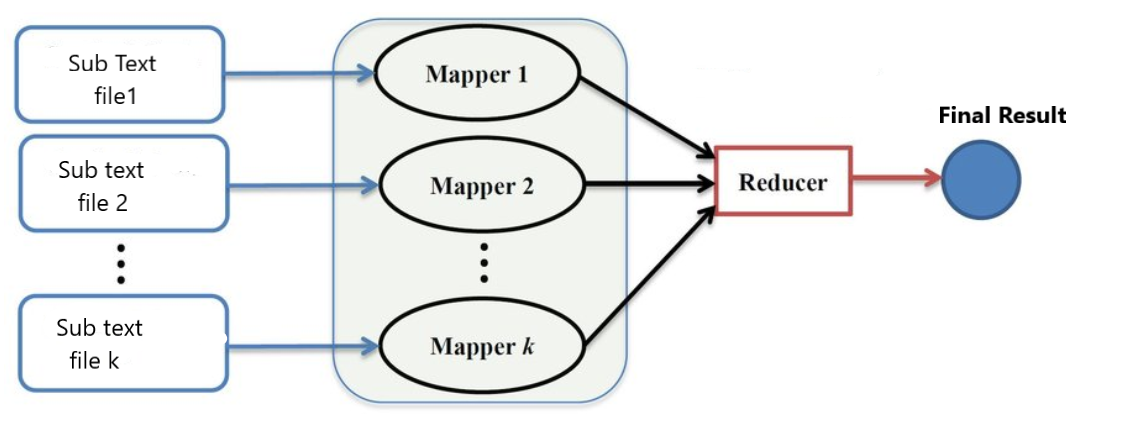 Sub Text
file1
Mapper 1
Sub text
file 2
Mapper 2
Sub text
file k
Mapper k
Reducer
Final Result